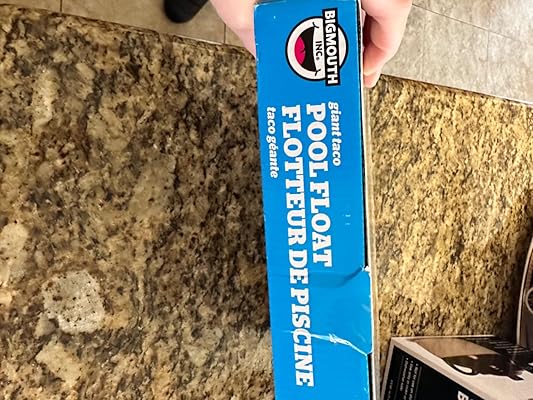 BIGMOUTH
INC.
giant taco
POOL FLOAT
FLOTTEUR DE PISCINE
taco géante